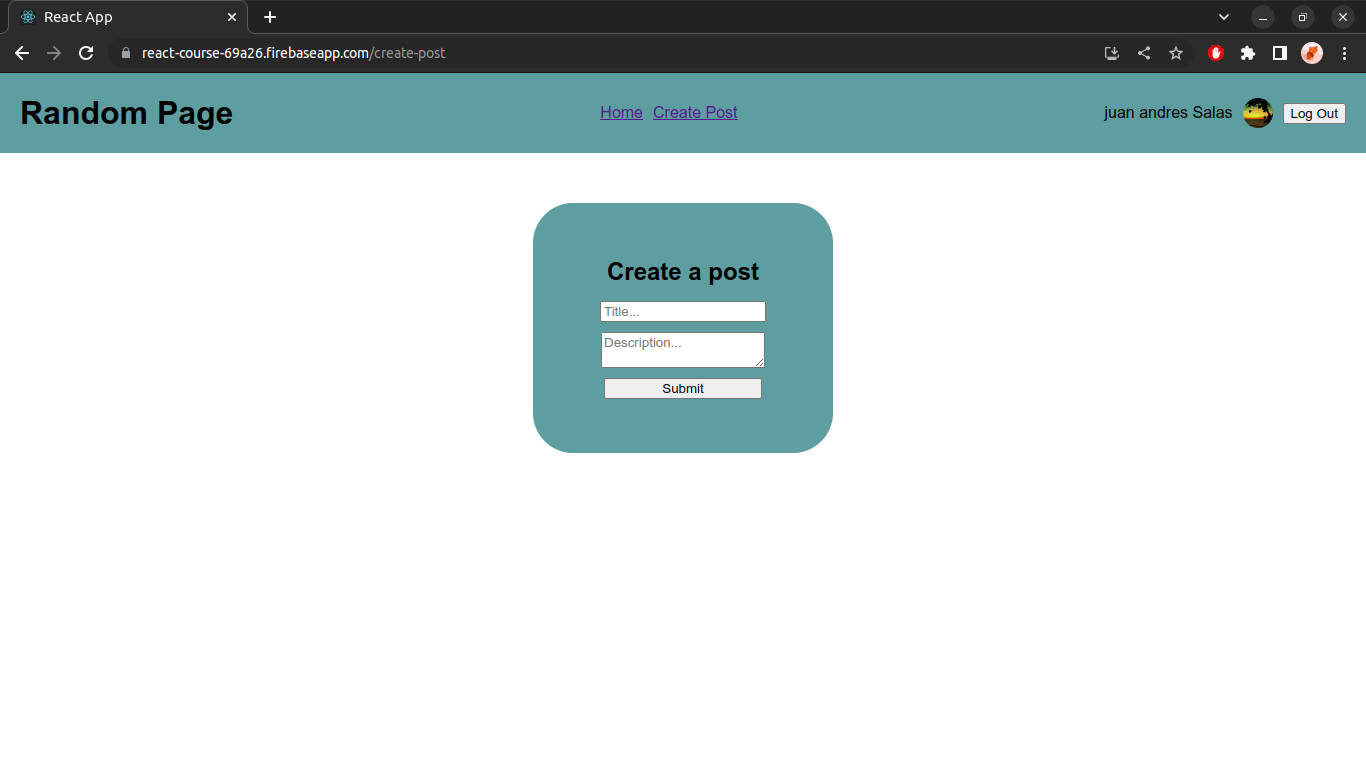 React App
react-course-69a26.firebaseapp.com/create-post
Random Page
Home Create Post
juan andres Salas
Log Out
Create a post
Title...
Description...
Submit